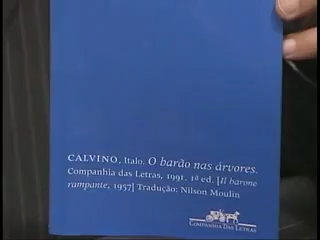 CALVINO, Italo. O barão nas árvores.
Companhia das Letras, 1991. 1ª ed. [Il barone
rampante, 1957] Tradução: Nilson Moulin
COMPANHIA DAS LETRAS